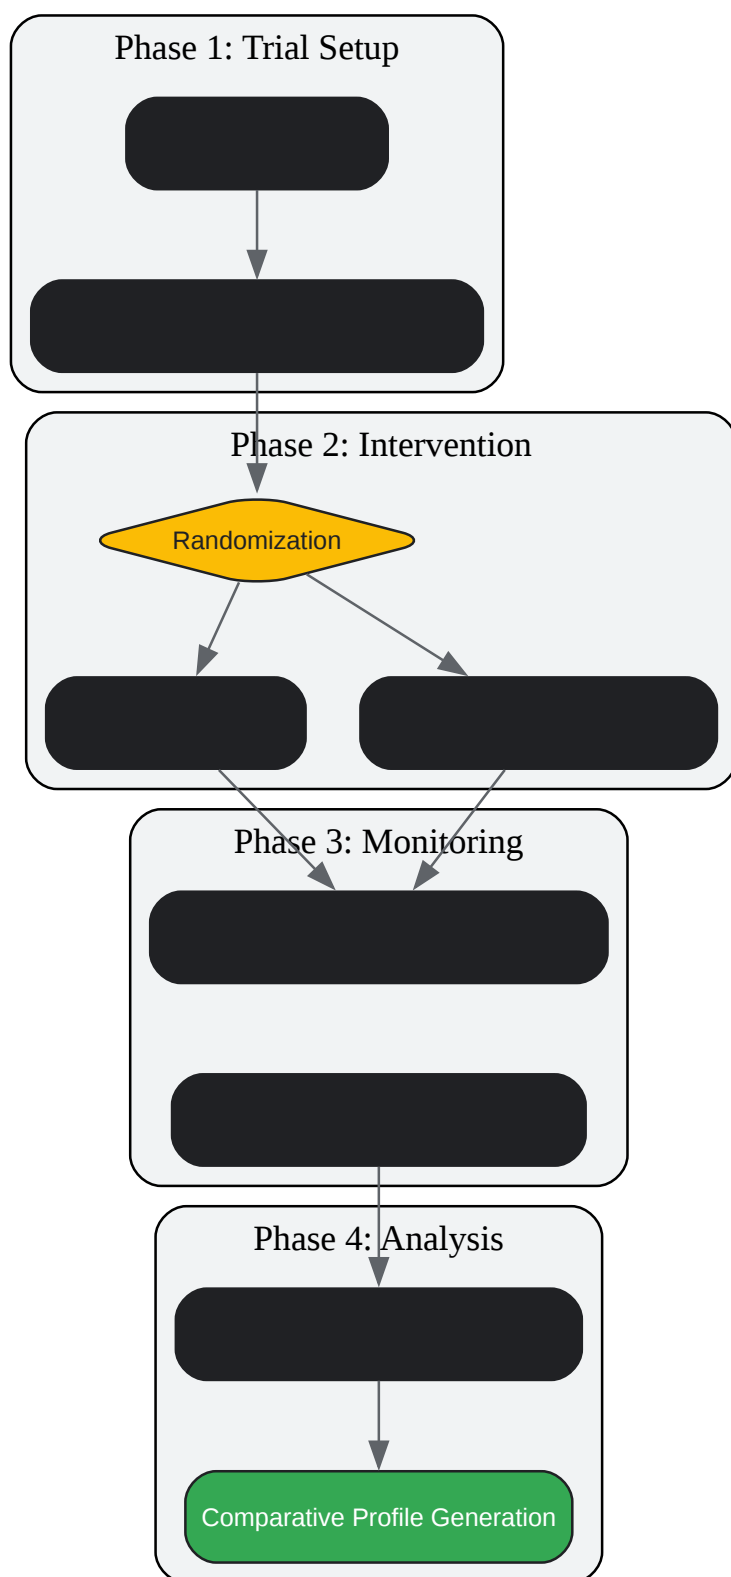 Phase 1: Trial Setup
Phase 2: Intervention
Randomization
Phase 3: Monitoring
Phase 4: Analysis
Comparative Profile Generation